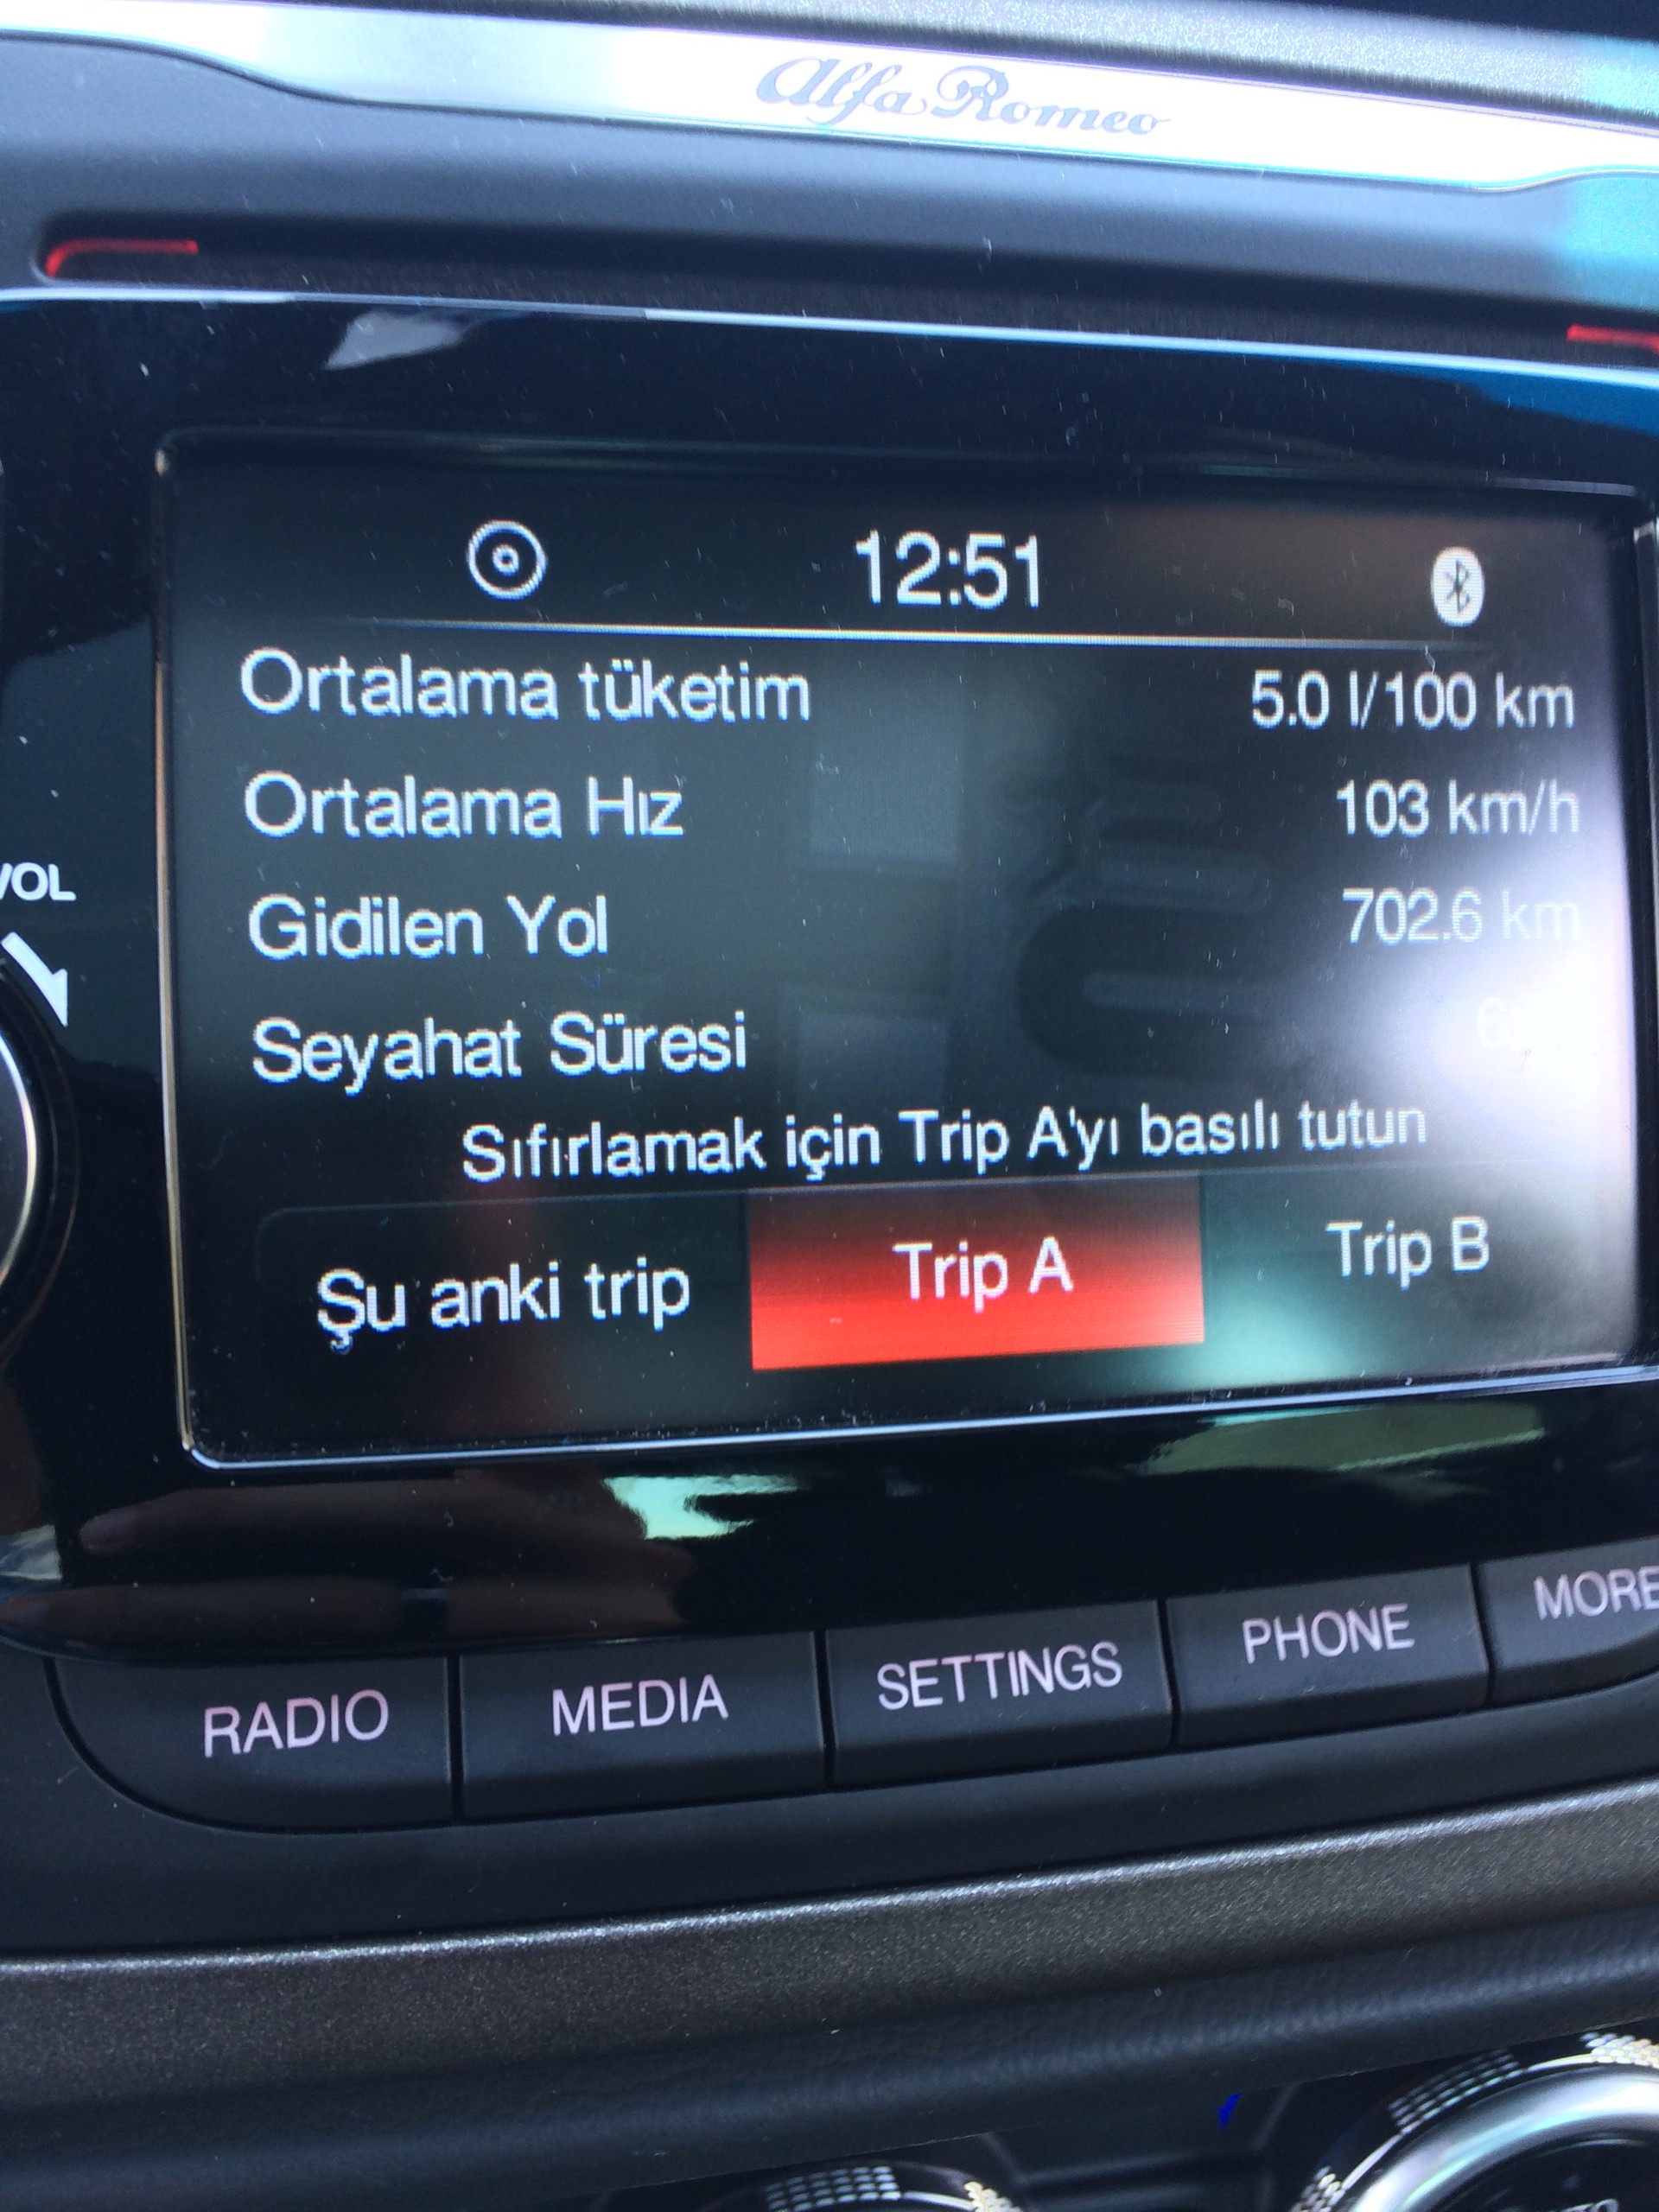 Alfa Romeo
12:51
Ortalama tüketim 5.0 l/100 km
Ortalama Hız 103 km/h
Gidilen Yol 702.6 km
VOL
Seyahat Süresi
Sıfırlamak için Trip A'yı basılı tutun
Şu anki trip Trip A Trip B
RADIO MEDIA SETTINGS PHONE MORE